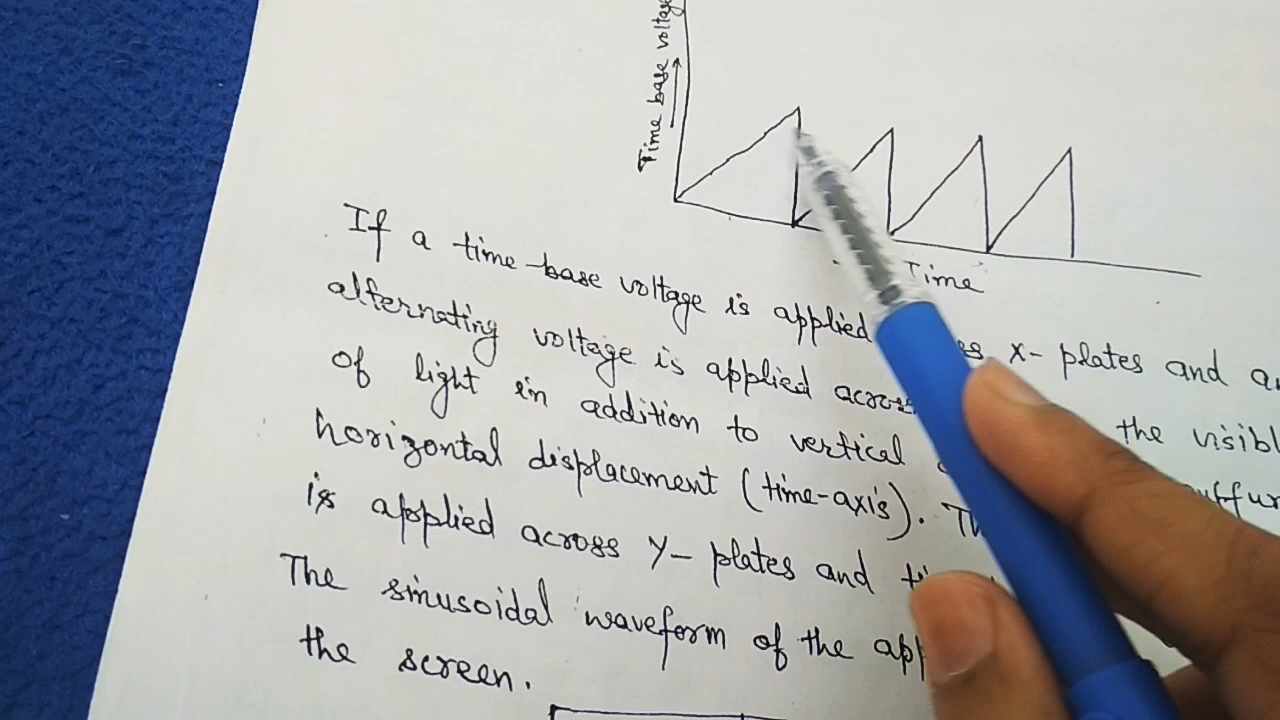 Time base voltage
Time
If a time-base voltage is applied x-plates and
alternating voltage is applied across the
of light in addition to vertical
horizontal displacement (time-axis).
is applied across Y-plates and
The sinusoidal waveform of the
the screen.